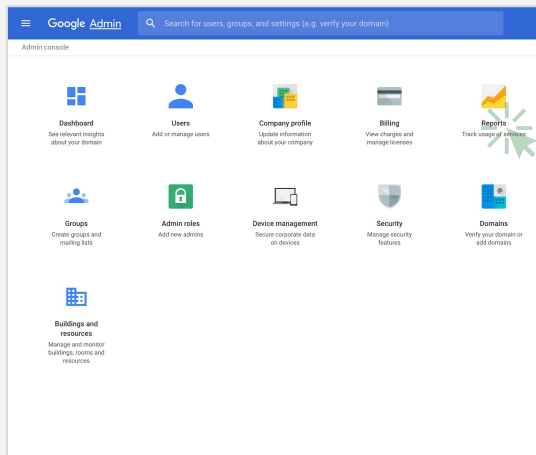 Google Admin
Search for users, groups, and settings (e.g. verify your domain)
Admin console
Dashboard
See relevant insights
about your domain
Users
Add or manage users
Company profile
Update information
about your company
Billing
View charges and
manage licenses
Reports
Track usage of services
Groups
Create groups and
mailing lists
Admin roles
Add new admins
Device management
Secure corporate data
on devices
Security
Manage security
features
Domains
Verify your domain or
add domains
Buildings and
resources
Manage and monitor
buildings, rooms and
resources